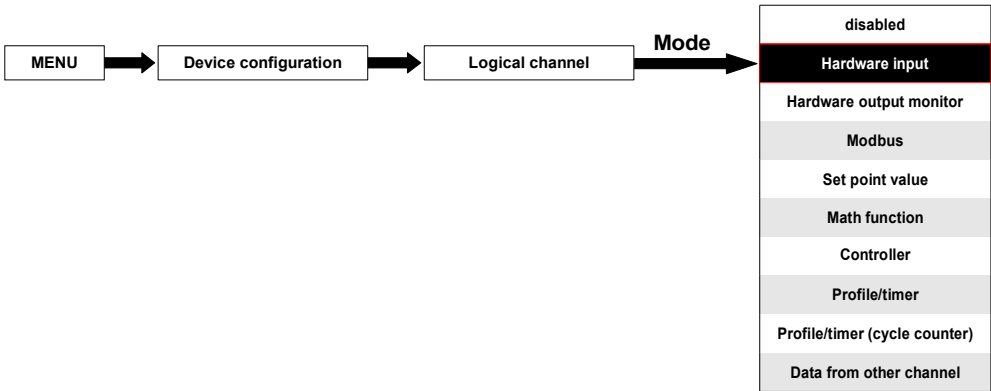 MENU
Device configuration
Logical channel
Mode
disabled
Hardware input
Hardware output monitor
Modbus
Set point value
Math function
Controller
Profile/timer
Profile/timer (cycle counter)
Data from other channel